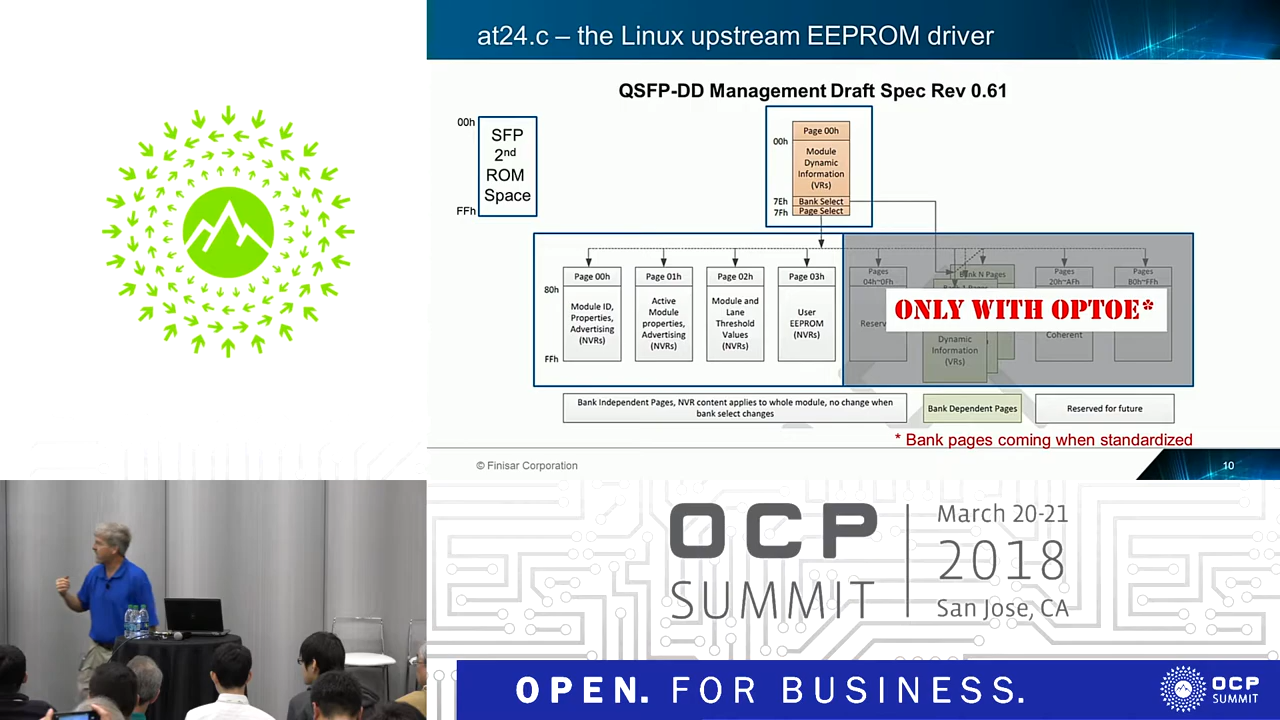 at24.c – the Linux upstream EEPROM driver
QSFP-DD Management Draft Spec Rev 0.61
00h
SFP
2nd
ROM
Space
FFh
Page 00h
00h
Module
Dynamic
Information
(VRs)
7Eh
Bank Select
7Fh
Page Select
80h
FFh
Page 00h
Module ID,
Properties,
Advertising
(NVRs)
Page 01h
Active
Module
properties,
Advertising
(NVRs)
Page 02h
Module and
Lane
Threshold
Values
(NVRs)
Page 03h
User
EEPROM
(NVRs)
Pages
04h~0Fh
Bank N Pages
Dynamic
Information
(VRs)
Pages
20h~AFh
Coherent
Pages
B0h~FFh
ONLY WITH OPTOE*
Bank Independent Pages, NVR content applies to whole module, no change when
bank select changes
Bank Dependent Pages
Reserved for future
* Bank pages coming when standardized
© Finisar Corporation
10
OCP
SUMMIT
March 20-21
2018
San Jose, CA
OPEN. FOR BUSINESS.
OCP
SUMMIT